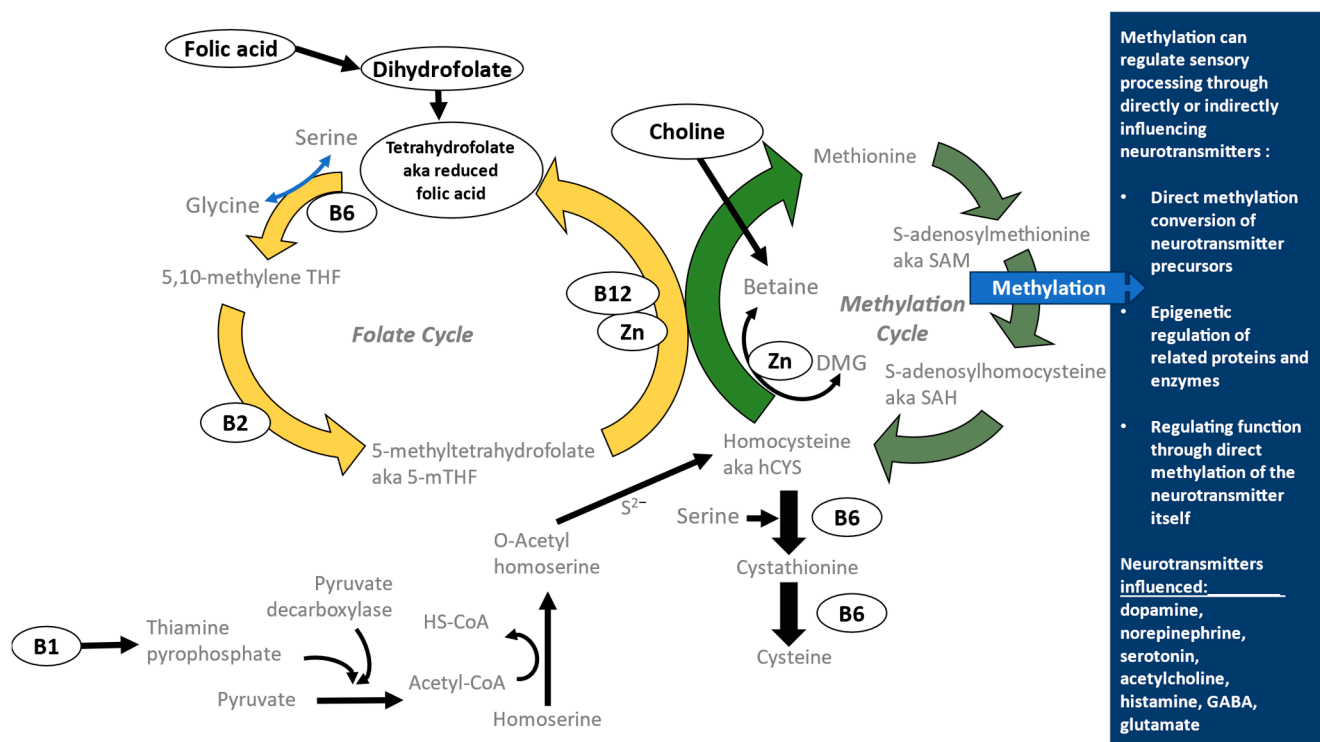 Folic acid
Dihydrofolate
Tetrahydrofolate
aka reduced
folic acid
Serine
Glycine
B6
5,10-methylene THF
Folate Cycle
B12
Zn
B2
5-methyltetrahydrofolate
aka 5-mTHF
Choline
Methionine
S-adenosylmethionine
aka SAM
Betaine
Methylation
Methylation
Cycle
Zn
DMG
S-adenosylhomocysteine
aka SAH
Homocysteine
aka hCYS
S²⁻
Serine
B6
Cystathionine
B6
Cysteine
O-Acetyl
homoserine
Pyruvate
decarboxylase
HS-CoA
B1
Thiamine
pyrophosphate
Pyruvate
Acetyl-CoA
Homoserine
Methylation can
regulate sensory
processing through
directly or indirectly
influencing
neurotransmitters :
• Direct methylation
conversion of
neurotransmitter
precursors
• Epigenetic
regulation of
related proteins and
enzymes
• Regulating function
through direct
methylation of the
neurotransmitter
itself
Neurotransmitters
influenced:________
dopamine,
norepinephrine,
serotonin,
acetylcholine,
histamine, GABA,
glutamate